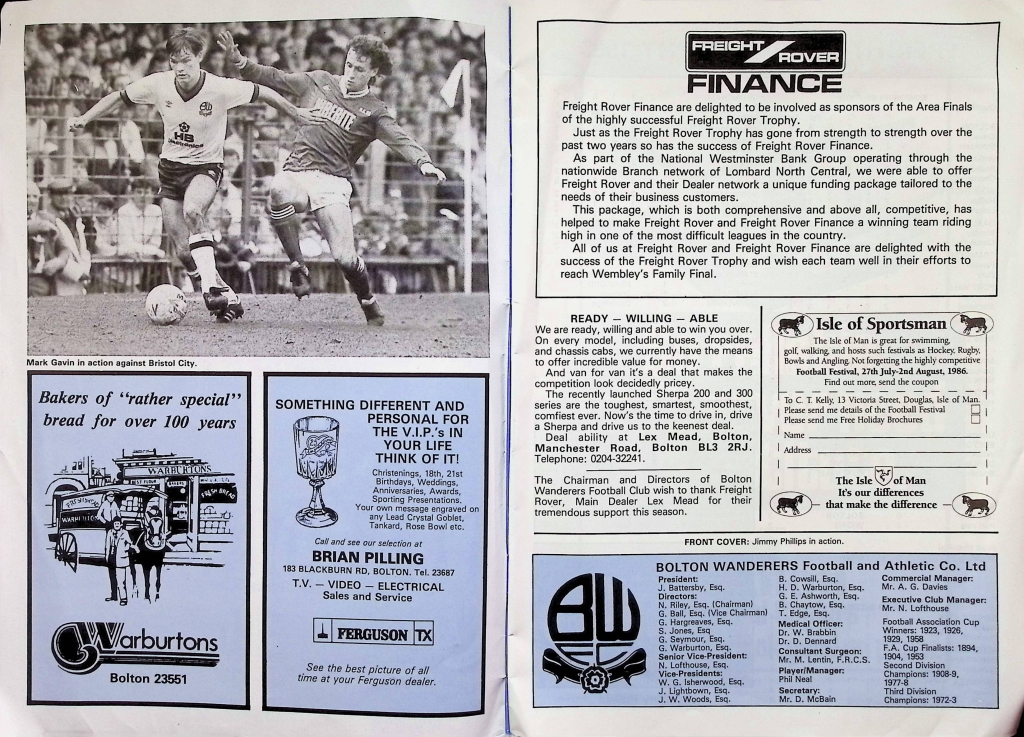 HB
Mark Gavin in action against Bristol City.
Bakers of "rather special"
bread for over 100 years
WARBURTONS
FRESH BREAD
Warburtons
Bolton 23551
SOMETHING DIFFERENT AND
PERSONAL FOR
THE V.I.P.'s IN
YOUR LIFE
THINK OF IT!
Christenings, 18th, 21st
Birthdays, Weddings,
Anniversaries, Awards,
Sporting Presentations.
Your own message engraved on
any Lead Crystal Goblet,
Tankard, Rose Bowl etc.
Call and see our selection at
BRIAN PILLING
183 BLACKBURN RD, BOLTON. Tel. 23687
T.V. — VIDEO — ELECTRICAL
Sales and Service
FERGUSON TX
See the best picture of all
time at your Ferguson dealer.
FREIGHT ROVER
FINANCE
Freight Rover Finance are delighted to be involved as sponsors of the Area Finals
of the highly successful Freight Rover Trophy.
Just as the Freight Rover Trophy has gone from strength to strength over the
past two years so has the success of Freight Rover Finance.
As part of the National Westminster Bank Group operating through the
nationwide Branch network of Lombard North Central, we were able to offer
Freight Rover and their Dealer network a unique funding package tailored to the
needs of their business customers.
This package, which is both comprehensive and above all, competitive, has
helped to make Freight Rover and Freight Rover Finance a winning team riding
high in one of the most difficult leagues in the country.
All of us at Freight Rover and Freight Rover Finance are delighted with the
success of the Freight Rover Trophy and wish each team well in their efforts to
reach Wembley's Family Final.
READY — WILLING — ABLE
We are ready, willing and able to win you over.
On every model, including buses, dropsides,
and chassis cabs, we currently have the means
to offer incredible value for money.
And van for van it's a deal that makes the
competition look decidedly pricey.
The recently launched Sherpa 200 and 300
series are the toughest, smartest, smoothest,
comfiest ever. Now's the time to drive in, drive
a Sherpa and drive us to the keenest deal.
Deal ability at Lex Mead, Bolton,
Manchester Road, Bolton BL3 2RJ.
Telephone: 0204-32241.
The Chairman and Directors of Bolton
Wanderers Football Club wish to thank Freight
Rover, Main Dealer Lex Mead for their
tremendous support this season.
Isle of Sportsman
The Isle of Man is great for swimming,
golf, walking, and hosts such festivals as Hockey, Rugby,
Bowls and Angling. Not forgetting the highly competitive
Football Festival, 27th July-2nd August, 1986.
Find out more, send the coupon
To C. T. Kelly, 13 Victoria Street, Douglas, Isle of Man.
Please send me details of the Football Festival
Please send me Free Holiday Brochures
Name
Address
The Isle of Man
It's our differences
that make the difference
FRONT COVER: Jimmy Phillips in action.
BOLTON WANDERERS Football and Athletic Co. Ltd
BW
FC
President:
J. Battersby, Esq.
Directors:
N. Riley, Esq. (Chairman)
G. Ball, Esq. (Vice Chairman)
G. Hargreaves, Esq.
S. Jones, Esq
G. Seymour, Esq.
G. Warburton, Esq.
Senior Vice-President:
N. Lofthouse, Esq.
Vice-Presidents:
W. G. Isherwood, Esq.
J. Lightbown, Esq.
J. W. Woods, Esq.
B. Cowsill, Esq.
H. D. Warburton, Esq.
G. E. Ashworth, Esq.
B. Chaytow, Esq.
T. Edge, Esq.
Medical Officer:
Dr. W. Brabbin
Dr. D. Dennard
Consultant Surgeon:
Mr. M. Lentin, F.R.C.S.
Player/Manager:
Phil Neal
Secretary:
Mr. D. McBain
Commercial Manager:
Mr. A. G. Davies
Executive Club Manager:
Mr. N. Lofthouse
Football Association Cup
Winners: 1923, 1926,
1929, 1958
F.A. Cup Finalists: 1894,
1904, 1953
Second Division
Champions: 1908-9,
1977-8
Third Division
Champions: 1972-3